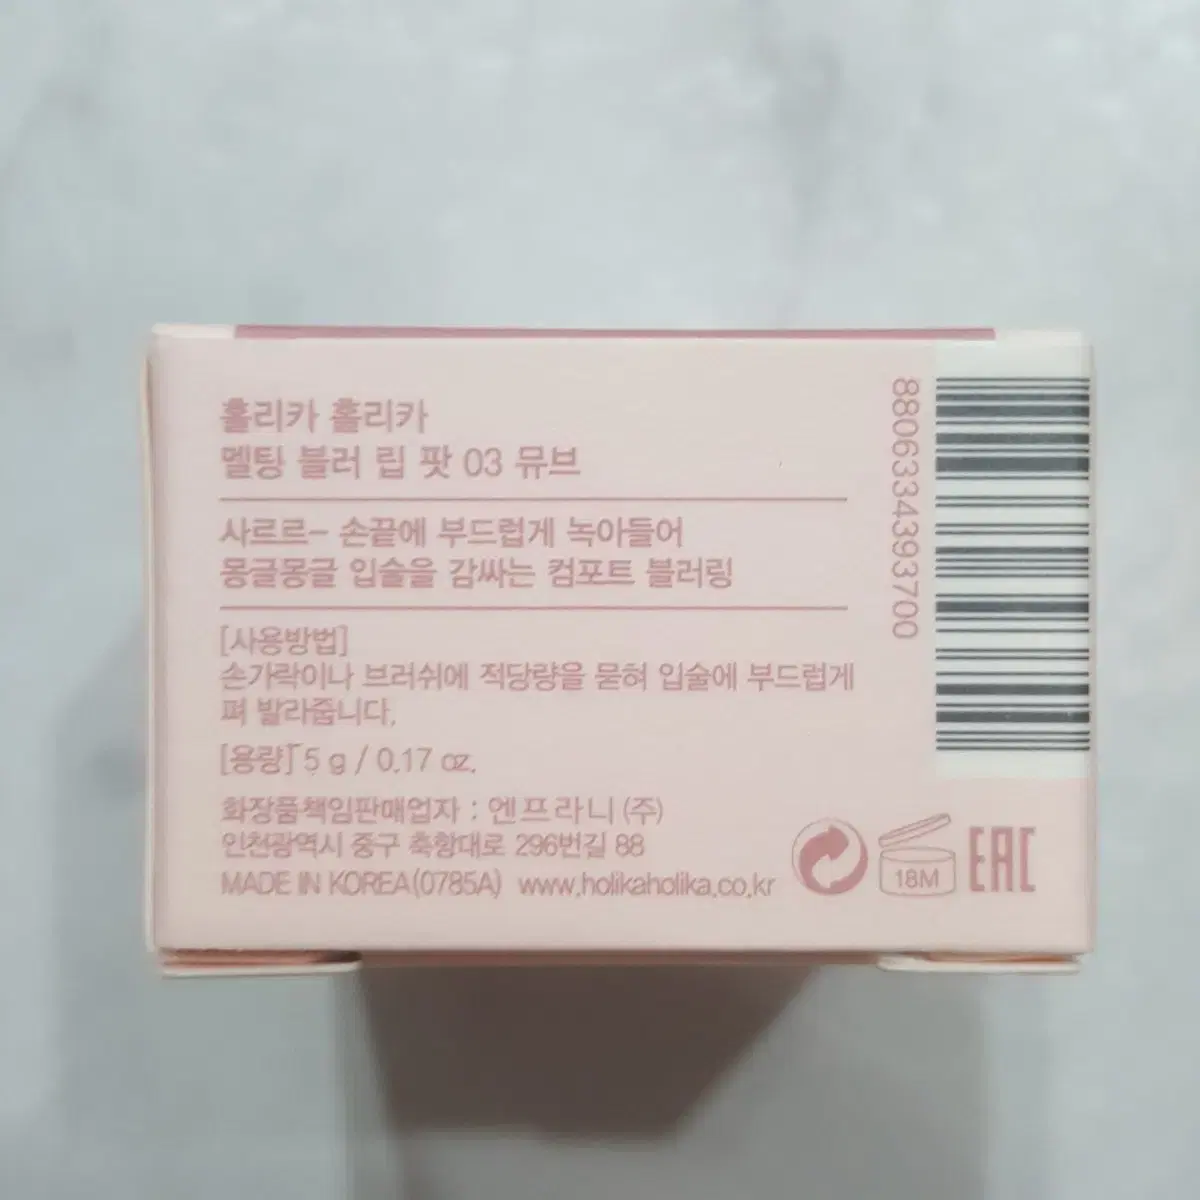 홀리카 홀리카
멜팅 블러 립 팟 03 뮤브
사르르- 손끝에 부드럽게 녹아들어
몽글몽글 입술을 감싸는 컴포트 블러링
[사용방법]
손가락이나 브러쉬에 적당량을 묻혀 입술에 부드럽게
펴 발라줍니다.
[용량] 5 g / 0.17 oz.
화장품책임판매업자 : 엔프라니 (주)
인천광역시 중구 축항대로 296번길 88
MADE IN KOREA(0785A) www.holikaholika.co.kr
18M
EAC
8806334393700